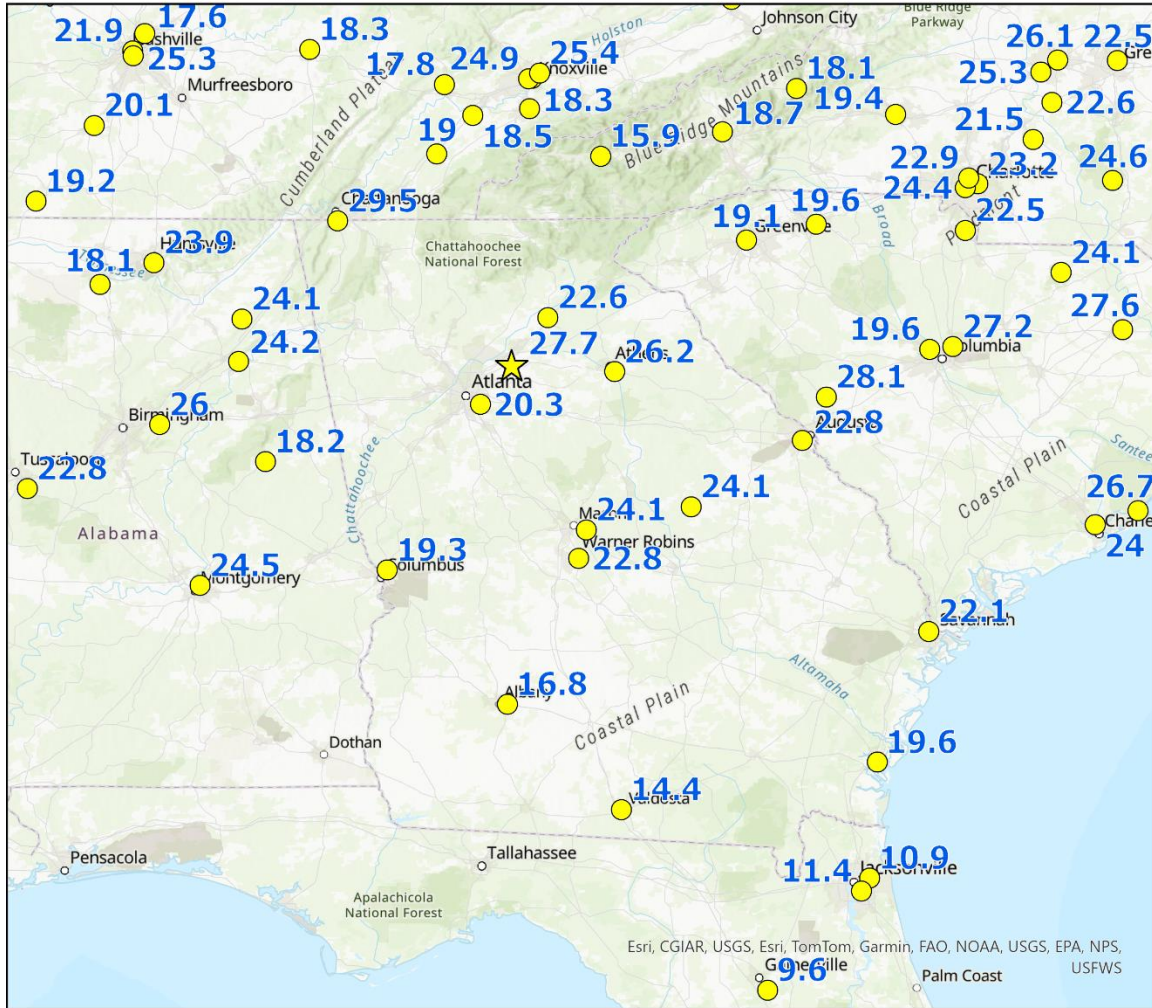 17.6
Johnson City
Blue Ridge
Parkway
21.9
Nashville
25.3
18.3
Holston
25.4
24.9
Knoxville
17.8
26.1
22.5
25.3
Murfreesboro
18.3
18.1
19.4
22.6
20.1
Cumberland Plateau
19
18.5
15.9
Blue Ridge Mountains
18.7
21.5
22.9
23.2
24.6
Charlotte
24.4
19.2
Chattanooga
29.5
19.6
19.1
Greenville
Broad
22.5
Piedmont
Huntsville
23.9
Chattahoochee
National Forest
18.1
24.1
24.1
22.6
27.6
24.2
27.7
Athens
26.2
19.6
27.2
Columbia
Atlanta
20.3
28.1
Birmingham
26
Augusta
22.8
18.2
Santee
Tuscaloosa
22.8
Chattahoochee
Coastal Plain
24.1
26.7
Alabama
Macon
24.1
Warner Robins
22.8
24
24.5
Montgomery
19.3
Columbus
22.1
Savannah
Altamaha
16.8
Albany
Coastal Plain
Dothan
19.6
14.4
Valdosta
Pensacola
Tallahassee
11.4
10.9
Jacksonville
Apalachicola
National Forest
Esri, CGIAR, USGS, Esri, TomTom, Garmin, FAO, NOAA, USGS, EPA, NPS,
USFWS
Gainesville
9.6
Palm Coast